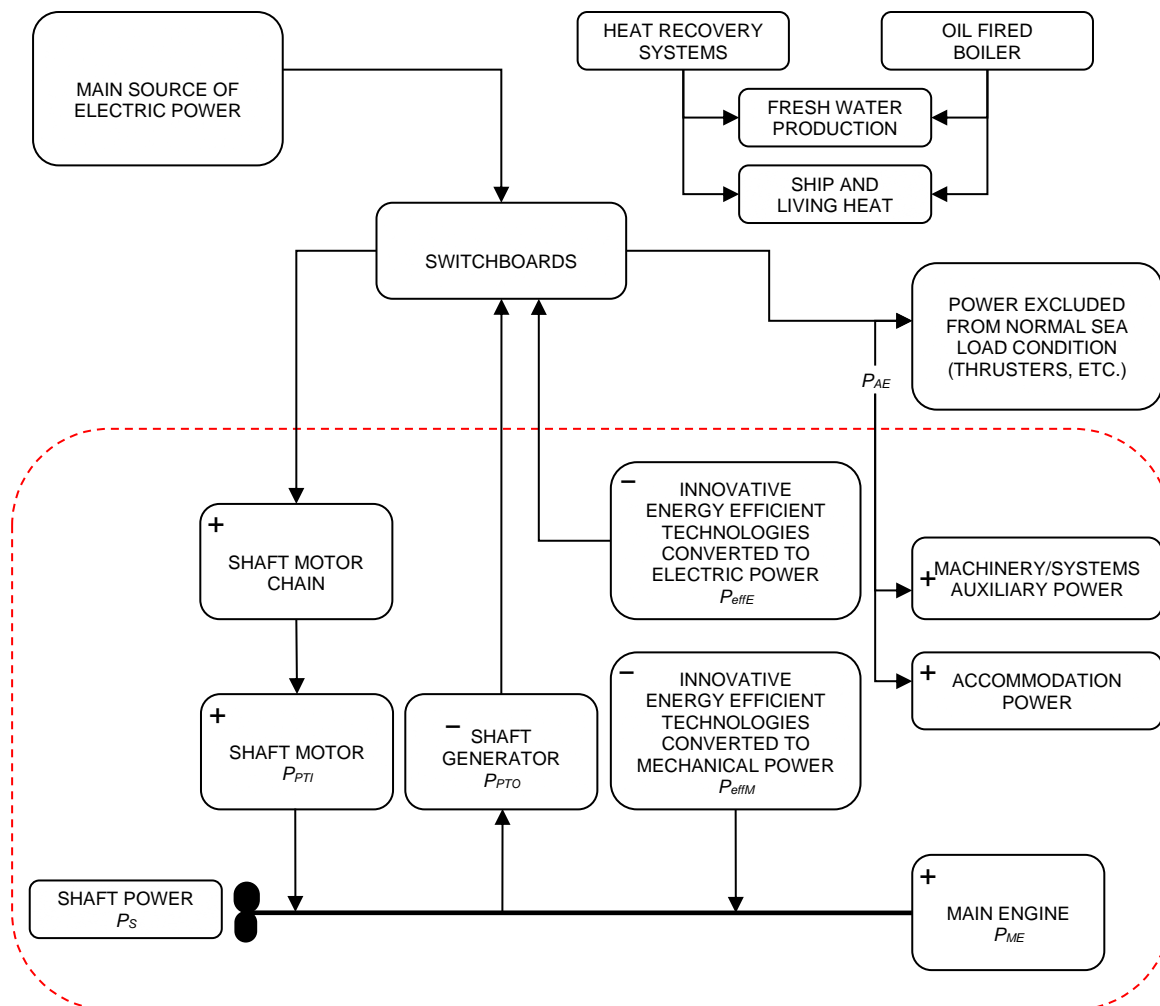 MAIN SOURCE OF
ELECTRIC POWER
HEAT RECOVERY
SYSTEMS
OIL FIRED
BOILER
FRESH WATER
PRODUCTION
SHIP AND
LIVING HEAT
SWITCHBOARDS
POWER EXCLUDED
FROM NORMAL SEA
LOAD CONDITION
(THRUSTERS, ETC.)
PAE
+
SHAFT MOTOR
CHAIN
−
INNOVATIVE
ENERGY EFFICIENT
TECHNOLOGIES
CONVERTED TO
ELECTRIC POWER
PeffE
+
MACHINERY/SYSTEMS
AUXILIARY POWER
+
SHAFT MOTOR
PPTI
−
SHAFT
GENERATOR
PPTO
−
INNOVATIVE
ENERGY EFFICIENT
TECHNOLOGIES
CONVERTED TO
MECHANICAL POWER
PeffM
+
ACCOMMODATION
POWER
SHAFT POWER
PS
+
MAIN ENGINE
PME